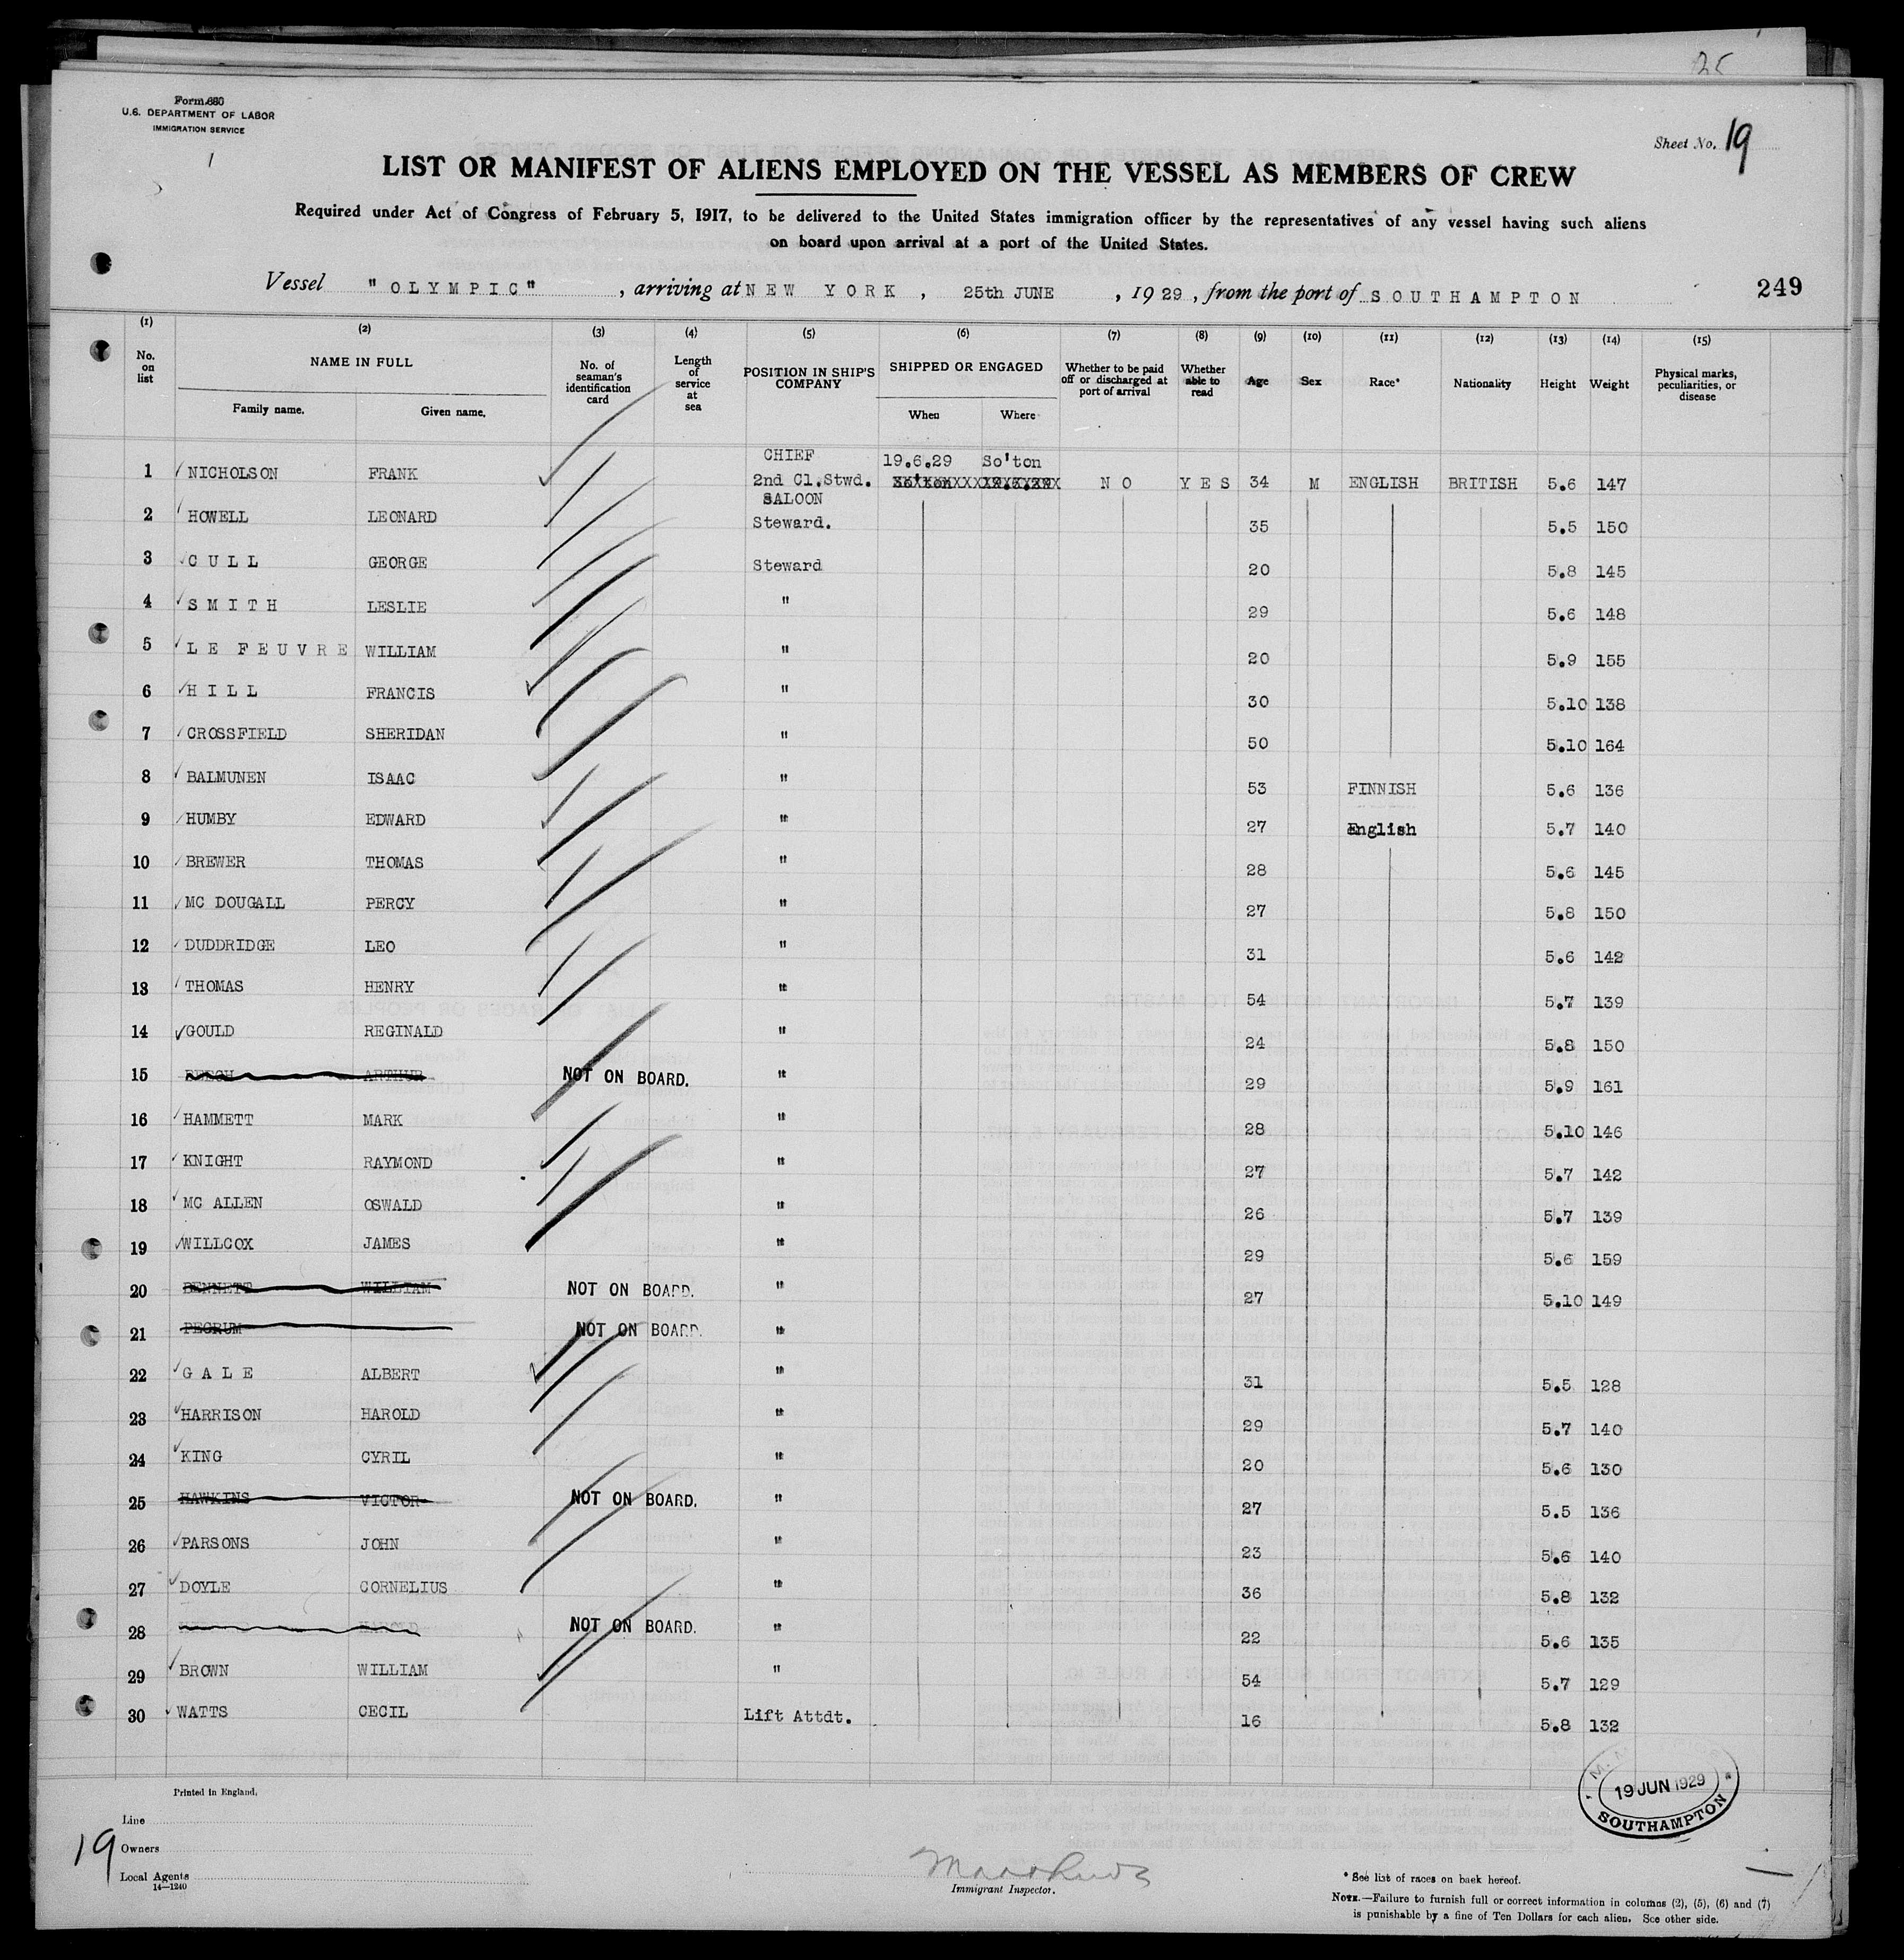 25
Form 680
U.S. DEPARTMENT OF LABOR
IMMIGRATION SERVICE
Sheet No. 19
LIST OR MANIFEST OF ALIENS EMPLOYED ON THE VESSEL AS MEMBERS OF CREW
Required under Act of Congress of February 5, 1917, to be delivered to the United States immigration officer by the representatives of any vessel having such aliens
on board upon arrival at a port of the United States.
Vessel "OLYMPIC", arriving at NEW YORK, 25th JUNE, 1929, from the port of SOUTHAMPTON 249
(1) (2) (3) (4) (5) (6) (7) (8) (9) (10) (11) (12) (13) (14) (15)
No. on list NAME IN FULL Family name. Given name. No. of seaman's identification card Length of service at sea POSITION IN SHIP'S COMPANY SHIPPED OR ENGAGED When Where Whether to be paid off or discharged at port of arrival Whether able to read Age Sex Race* Nationality Height Weight Physical marks, peculiarities, or disease
CHIEF 19.6.29 So'ton
1 NICHOLSON FRANK 2nd Cl.Stwd. NO YES 34 M ENGLISH BRITISH 5.6 147
SALOON
2 HOWELL LEONARD Steward. 35 5.5 150
3 CULL GEORGE Steward 20 5.8 145
4 SMITH LESLIE " 29 5.6 148
5 LE FEUVRE WILLIAM " 20 5.9 155
6 HILL FRANCIS " 30 5.10 138
7 CROSSFIELD SHERIDAN " 50 5.10 164
8 BALMUNEN ISAAC " 53 FINNISH 5.6 136
9 HUMBY EDWARD " 27 English 5.7 140
10 BREWER THOMAS " 28 5.6 145
11 MC DOUGALL PERCY " 27 5.8 150
12 DUDDRIDGE LEO " 31 5.6 142
13 THOMAS HENRY " 54 5.7 139
14 GOULD REGINALD " 24 5.8 150
15 ARTHUR NOT ON BOARD. " 29 5.9 161
16 HAMMETT MARK " 28 5.10 146
17 KNIGHT RAYMOND " 27 5.7 142
18 MC ALLEN OSWALD " 26 5.7 139
19 WILLCOX JAMES " 29 5.6 159
20 BENNETT WILLIAM NOT ON BOARD. " 27 5.10 149
21 PEGRUM NOT ON BOARD. "
22 GALE ALBERT " 31 5.5 128
23 HARRISON HAROLD " 29 5.7 140
24 KING CYRIL " 20 5.6 130
25 HAWKINS VICTOR NOT ON BOARD. " 27 5.5 136
26 PARSONS JOHN " 23 5.6 140
27 DOYLE CORNELIUS " 36 5.8 132
28 HAROLD NOT ON BOARD. " 22 5.6 135
29 BROWN WILLIAM " 54 5.7 129
30 WATTS CECIL Lift Attdt. 16 5.8 132
19 JUN 1929
SOUTHAMPTON
Printed in England.
Line
19
Owners
Local Agents
14—1240
Immigrant Inspector.
* See list of races on back hereof.
NOTE.—Failure to furnish full or correct information in columns (2), (5), (6) and (7)
is punishable by a fine of Ten Dollars for each alien. See other side.